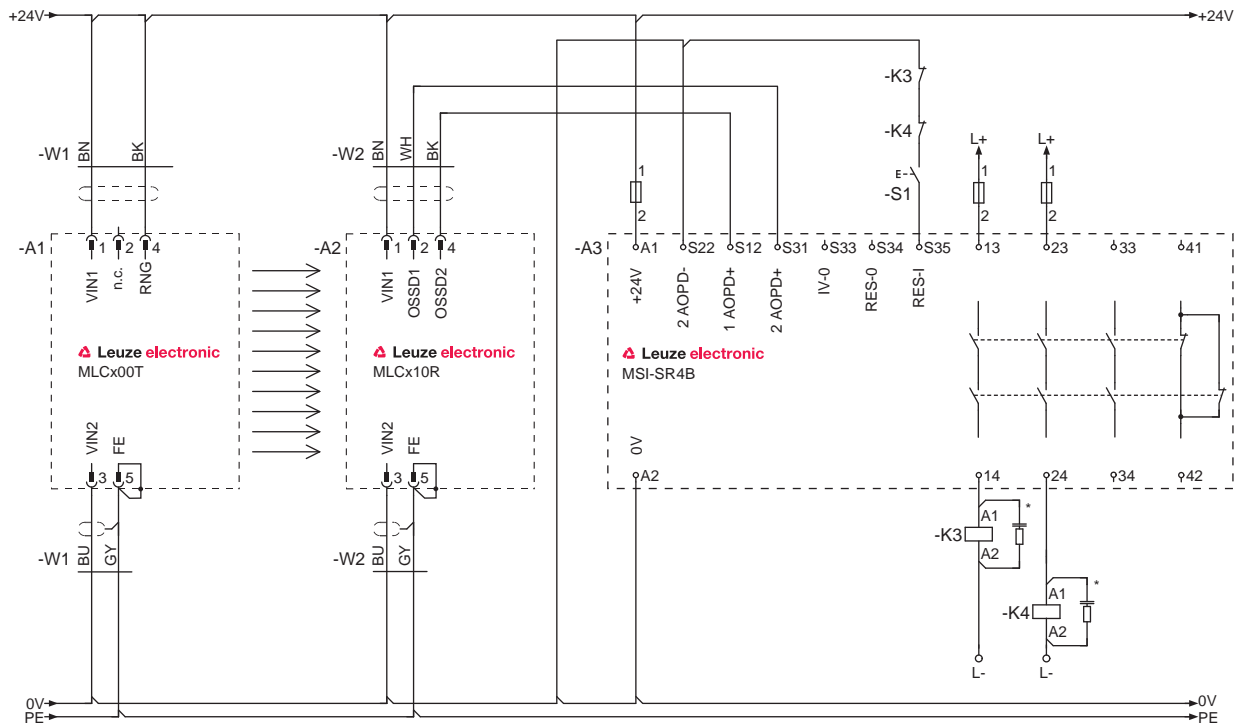 +24V
+24V
-K3
-K4
E
-S1
L+
L+
-W1
BN
BK
-W2
BN
WH
BK
1
2
1
2
1
2
-A1
1
2
4
-A2
1
2
4
-A3
A1
S22
S12
S31
S33
S34
S35
13
23
33
41
VIN1
n.c.
RNG
VIN1
OSSD1
OSSD2
+24V
2 AOPD-
1 AOPD+
2 AOPD+
IV-0
RES-0
RES-I
Leuze electronic
MLCx00T
Leuze electronic
MLCx10R
Leuze electronic
MSI-SR4B
VIN2
FE
VIN2
FE
0V
3
5
3
5
A2
14
24
34
42
-W1
BU
GY
-W2
BU
GY
-K3
A1
A2
*
-K4
A1
A2
*
L-
L-
0V
0V
PE
PE